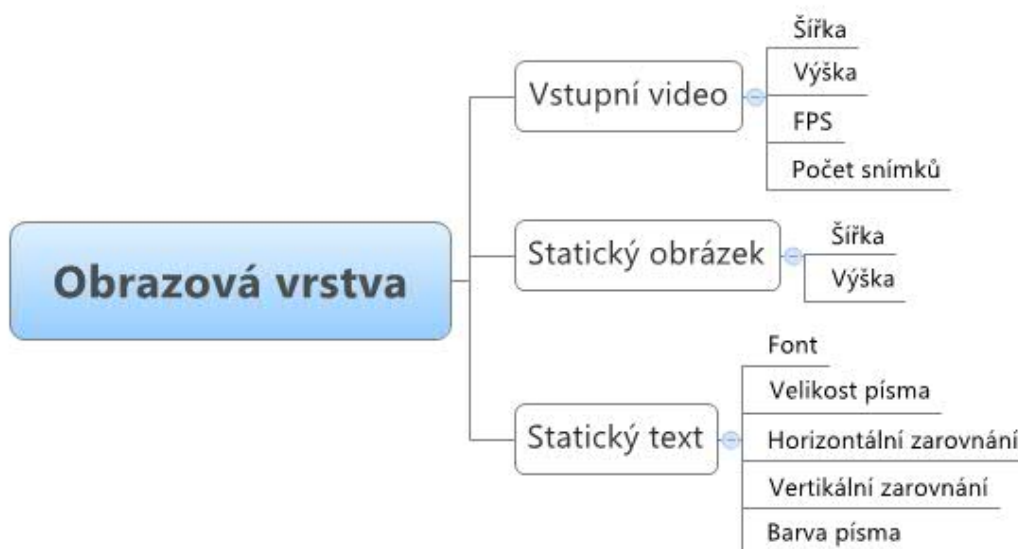 Obrazová vrstva
Vstupní video
Šířka
Výška
FPS
Počet snímků
Statický obrázek
Šířka
Výška
Statický text
Font
Velikost písma
Horizontální zarovnání
Vertikální zarovnání
Barva písma